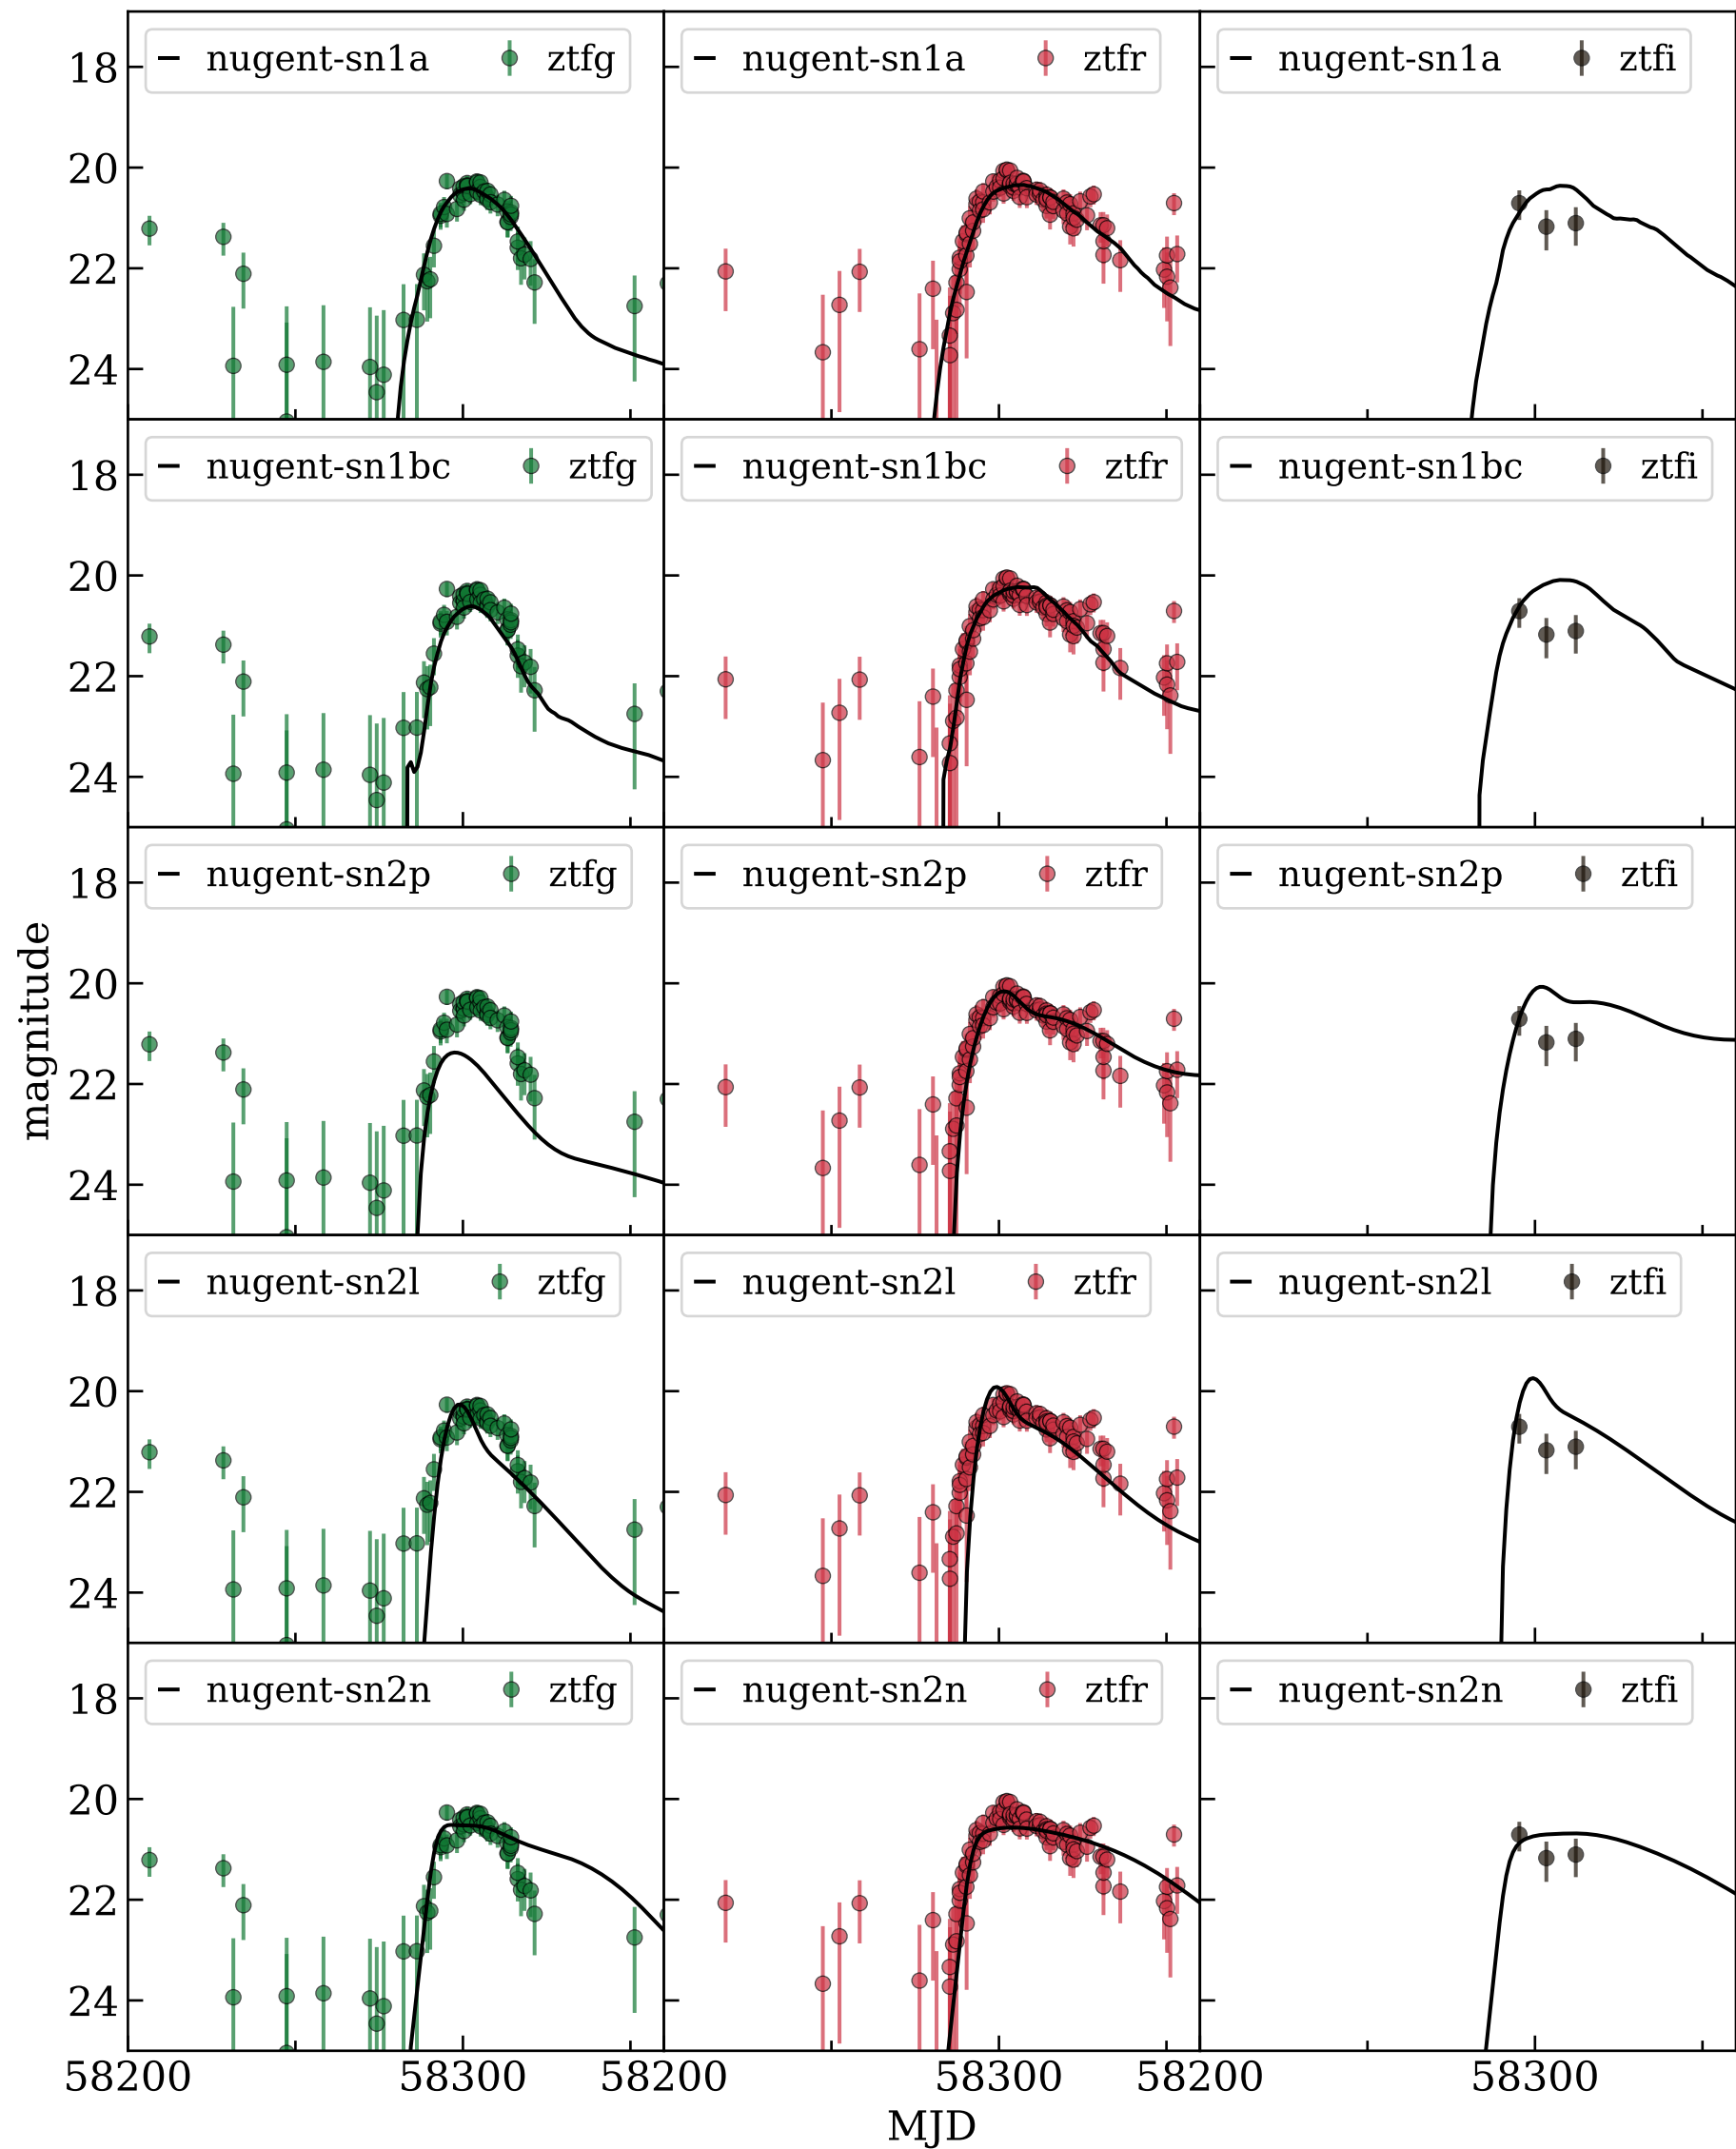 nugent-sn1a ztfg nugent-sn1a ztfr nugent-sn1a ztfi
18
20
22
24
nugent-sn1bc ztfg nugent-sn1bc ztfr nugent-sn1bc ztfi
18
20
22
24
nugent-sn2p ztfg nugent-sn2p ztfr nugent-sn2p ztfi
18
20
22
24
magnitude
nugent-sn2l ztfg nugent-sn2l ztfr nugent-sn2l ztfi
18
20
22
24
nugent-sn2n ztfg nugent-sn2n ztfr nugent-sn2n ztfi
18
20
22
24
58200 58300 58200 58300 58200 58300
MJD